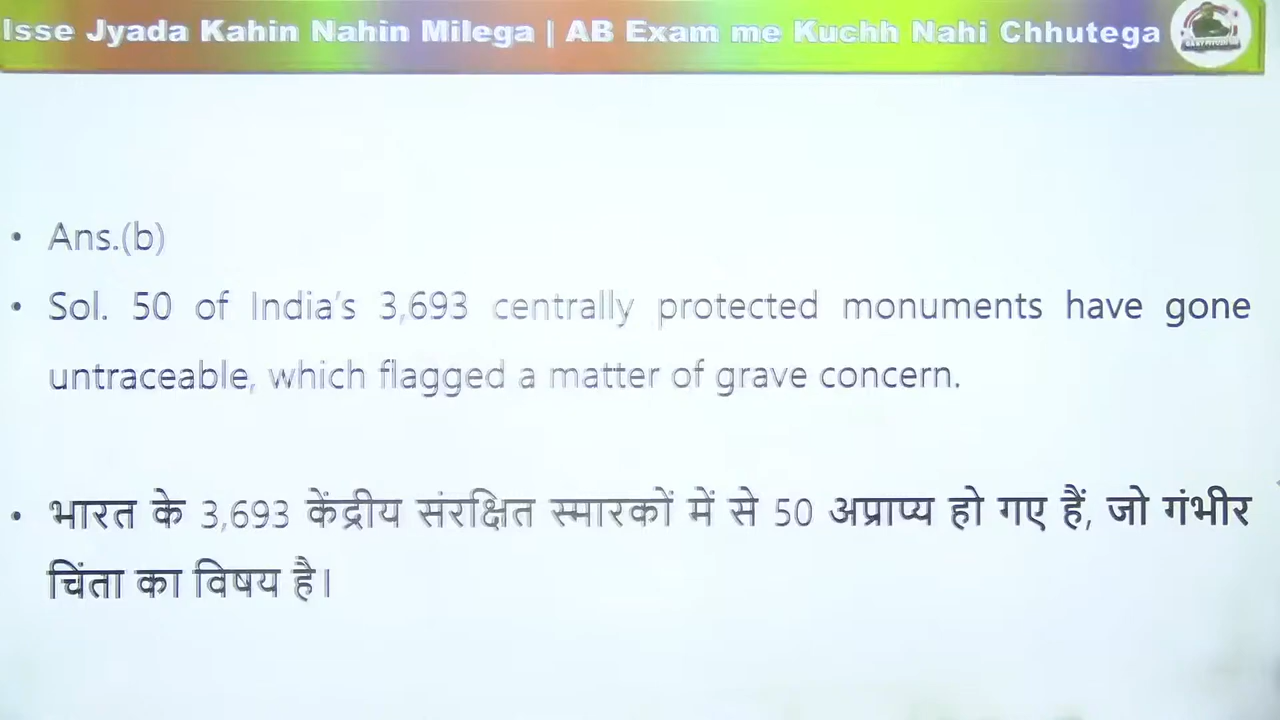 Isse Jyada Kahin Nahin Milega | AB Exam me Kuchh Nahi Chhutega
• Ans.(b)
• Sol. 50 of India's 3,693 centrally protected monuments have gone
untraceable, which flagged a matter of grave concern.
• भारत के 3,693 केंद्रीय संरक्षित स्मारकों में से 50 अप्राप्य हो गए हैं, जो गंभीर
चिंता का विषय है।